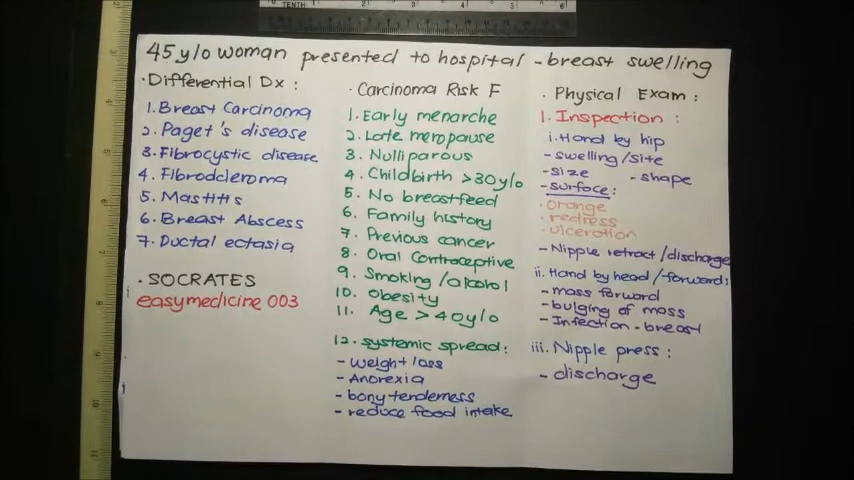 45 y/o woman presented to hospital - breast swelling
· Differential Dx :
1. Breast Carcinoma
2. Paget's disease
3. Fibrocystic disease
4. Fibrodcleroma
5. Mastitis
6. Breast Abscess
7. Ductal ectasia
· SOCRATES
easymedicine 003
· Carcinoma Risk F
1. Early menarche
2. Late meropause
3. Nulliparous
4. Childbirth >30 y/o
5. No breastfeed
6. Family history
7. Previous cancer
8. Oral Contraceptive
9. Smoking /alcohol
10. Obesity
11. Age > 40 y/o
12. systemic spread :
- weight loss
- Anorexia
- bony tenderness
- reduce food intake
· Physical Exam :
1. Inspection :
i. Hand by hip
- swelling/site
- size - shape
- surface :
· orange
· redness
· ulceration
- Nipple retract /discharge
ii. Hand by head /-forward :
- mass forward
- bulging of mass
- Infection - breast
iii. Nipple press :
- discharge